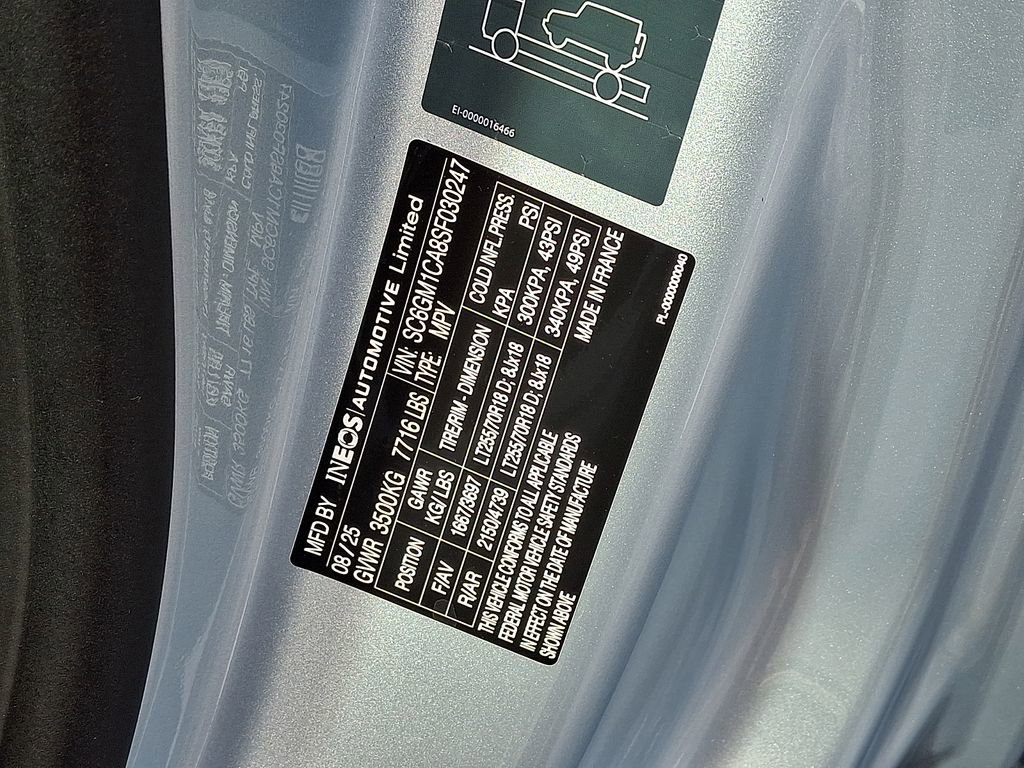 EI-0000016466
MFD BY INEOS | AUTOMOTIVE Limited
08 / 25 VIN: SC6GM1CA8SF030247
GVWR 3500KG 7716 LBS TYPE: MPV
POSITION GAWR TIRE/RIM - DIMENSION COLD INFL.PRESS.
KG/ LBS KPA PSI
F/AV 1667/3697 LT255/70R18 D; 8Jx18 300KPA, 43PSI
R/AR 2150/4739 LT255/70R18 D; 8Jx18 340KPA, 49PSI
THIS VEHICLE CONFORMS TO ALL APPLICABLE MADE IN FRANCE
FEDERAL MOTOR VEHICLE SAFETY STANDARDS
IN EFFECT ON THE DATE OF MANUFACTURE
SHOWN ABOVE
PL-0000000040